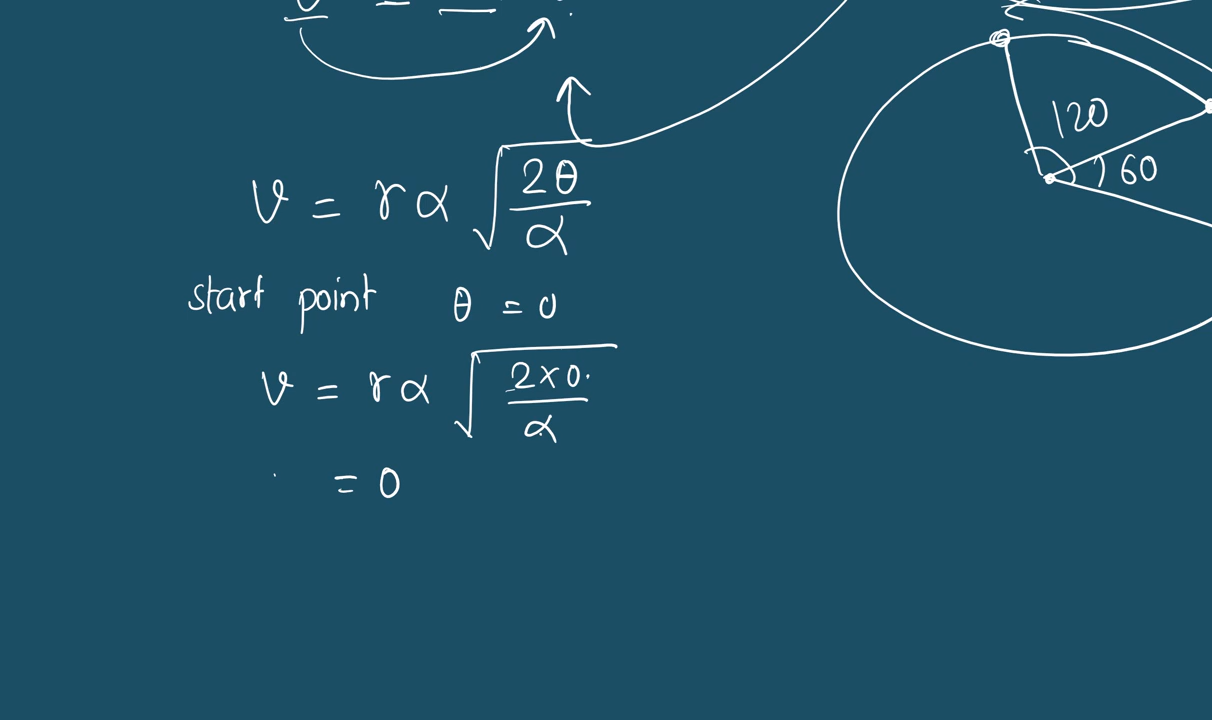 v = rα √(2θ/α)
start point θ = 0
v = rα √(2×0/α)
= 0
120
60